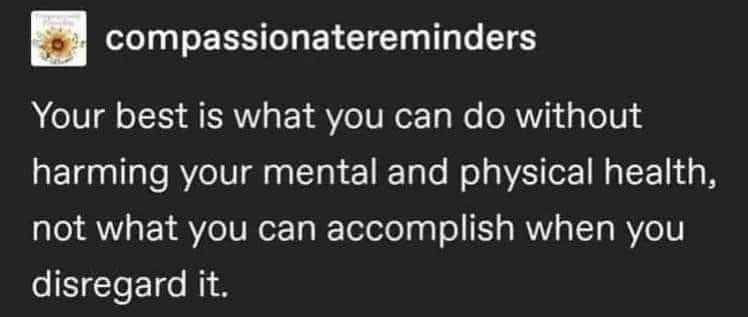 compassionatereminders
Your best is what you can do without
harming your mental and physical health,
not what you can accomplish when you
disregard it.